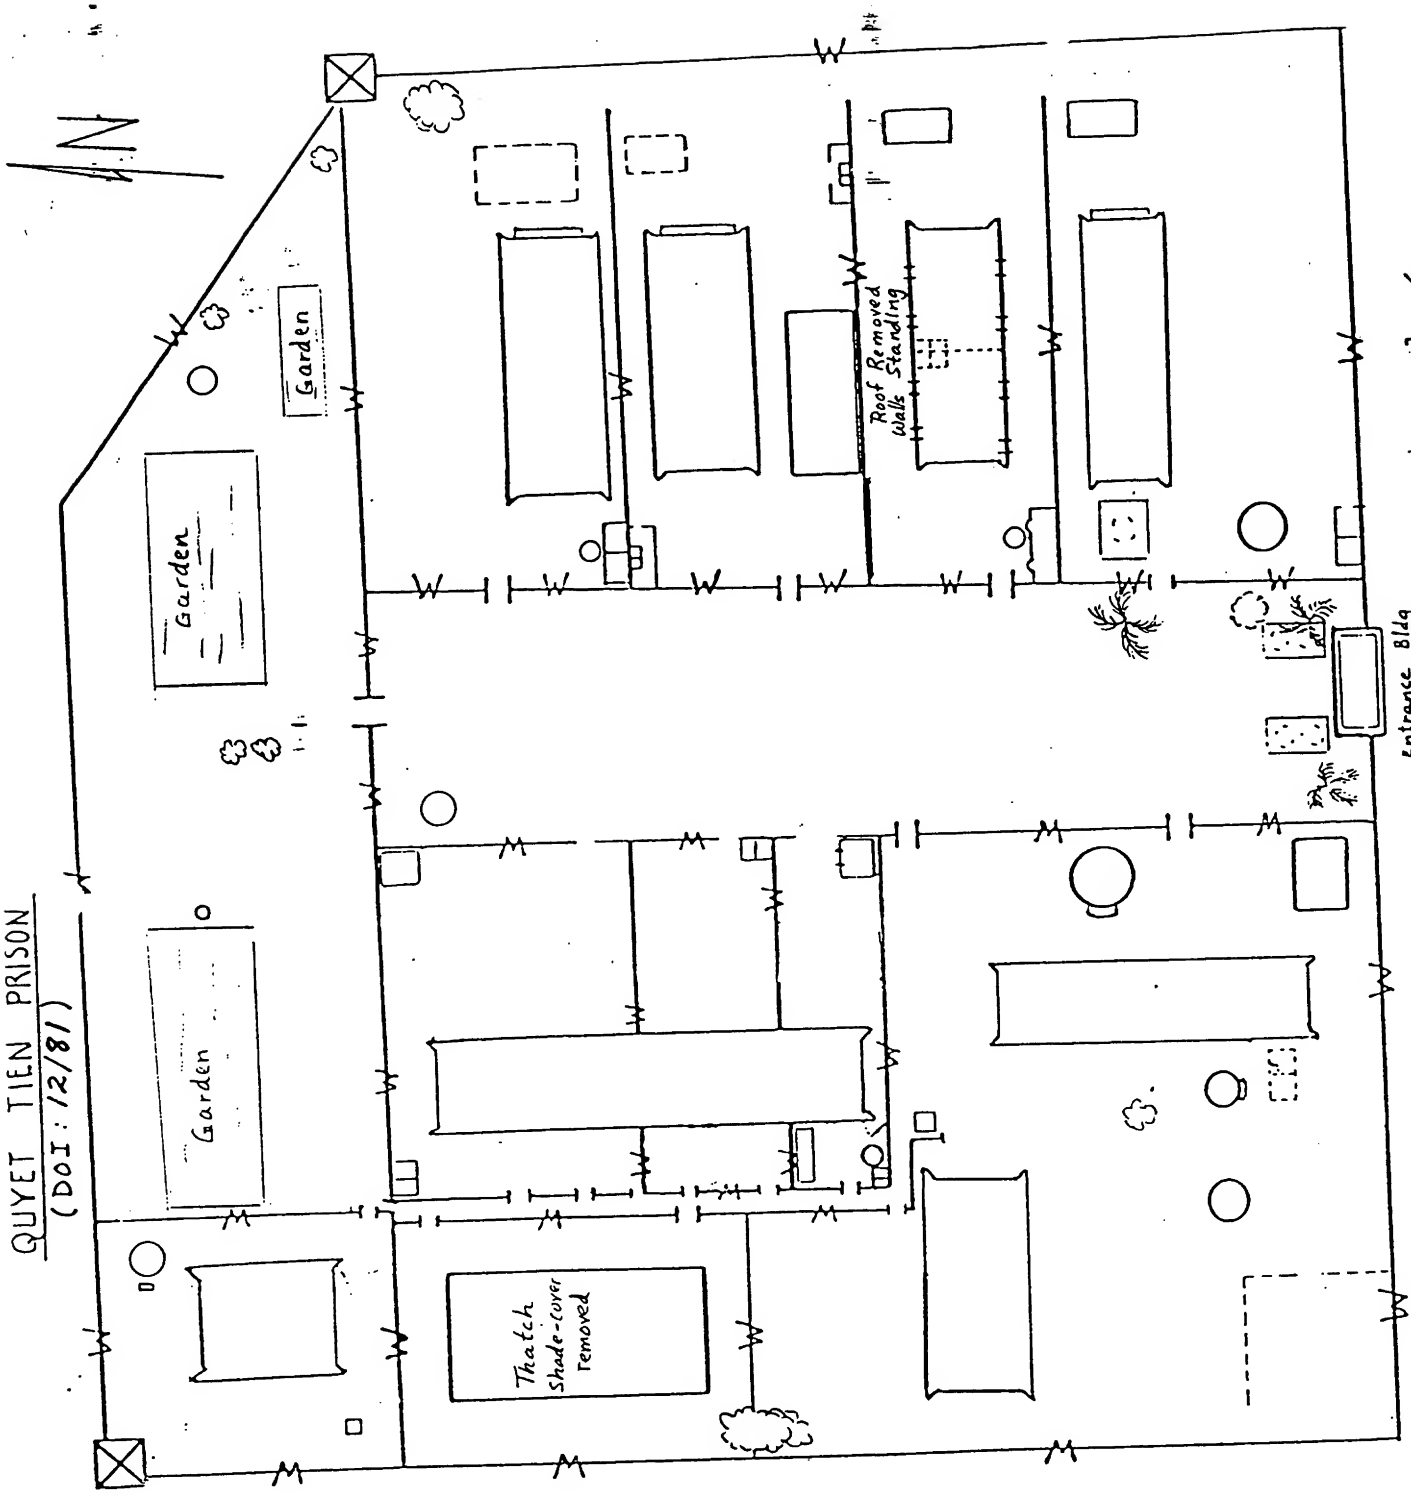 QUYET TIEN PRISON
(DOI: 12/81)
N
Garden
Garden
Garden
Roof Removed
Walls Standing
Thatch
Shade-cover
removed
entrance Bldg